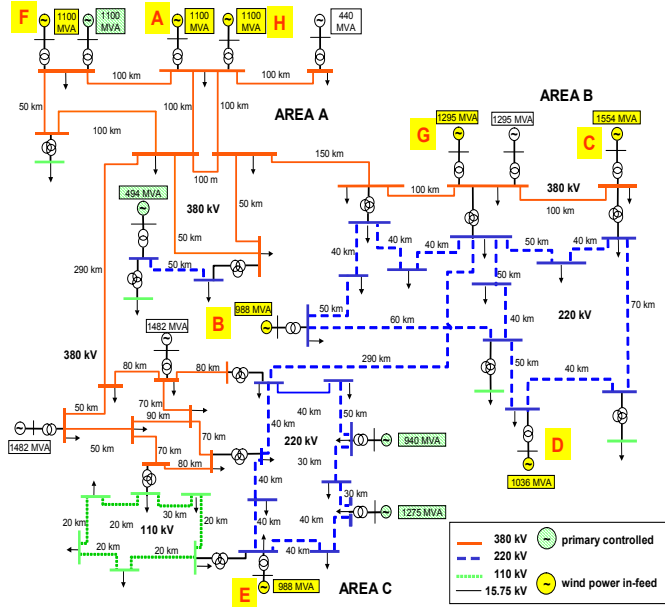 F
1100 MVA
1100 MVA
A
1100 MVA
1100 MVA
H
440 MVA
100 km
100 km
100 km
50 km
100 km
100 km
100 km
AREA A
AREA B
1295 MVA
1295 MVA
1554 MVA
G
C
100 m
150 km
380 kV
100 km
100 km
494 MVA
380 kV
50 km
50 km
50 km
40 km
40 km
40 km
50 km
40 km
50 km
290 km
B
988 MVA
50 km
60 km
40 km
220 kV
70 km
1482 MVA
290 km
50 km
40 km
380 kV
80 km
80 km
50 km
70 km
90 km
70 km
40 km
40 km
50 km
220 kV
1482 MVA
50 km
70 km
80 km
40 km
30 km
940 MVA
D
1036 MVA
30 km
20 km
20 km
30 km
20 km
110 kV
20 km
20 km
20 km
40 km
40 km
40 km
40 km
1275 MVA
E
988 MVA
AREA C
380 kV
220 kV
110 kV
15.75 kV
primary controlled
wind power in-feed